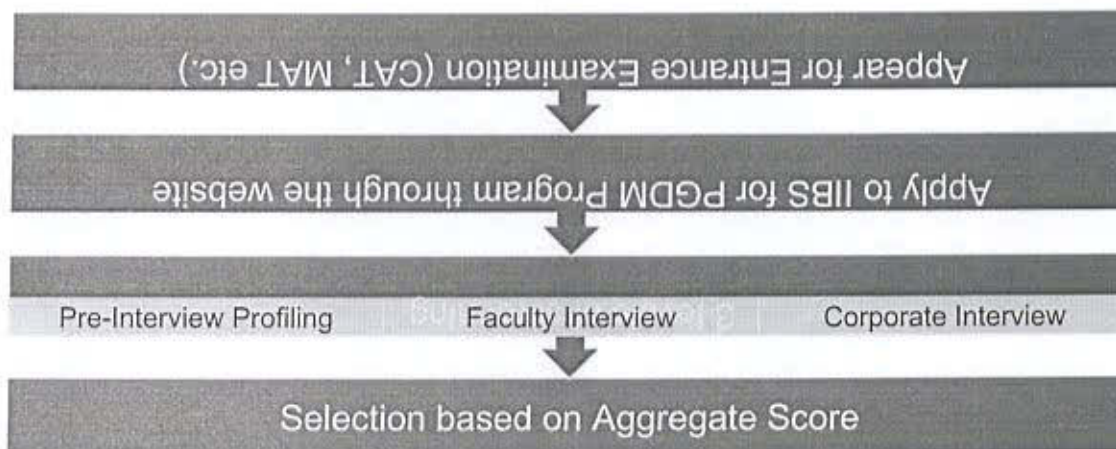 Appear for Entrance Examination (CAT, MAT etc.)
Apply to IIBS for PGDM Program through the website
Pre-Interview Profiling
Faculty Interview
Corporate Interview
Selection based on Aggregate Score